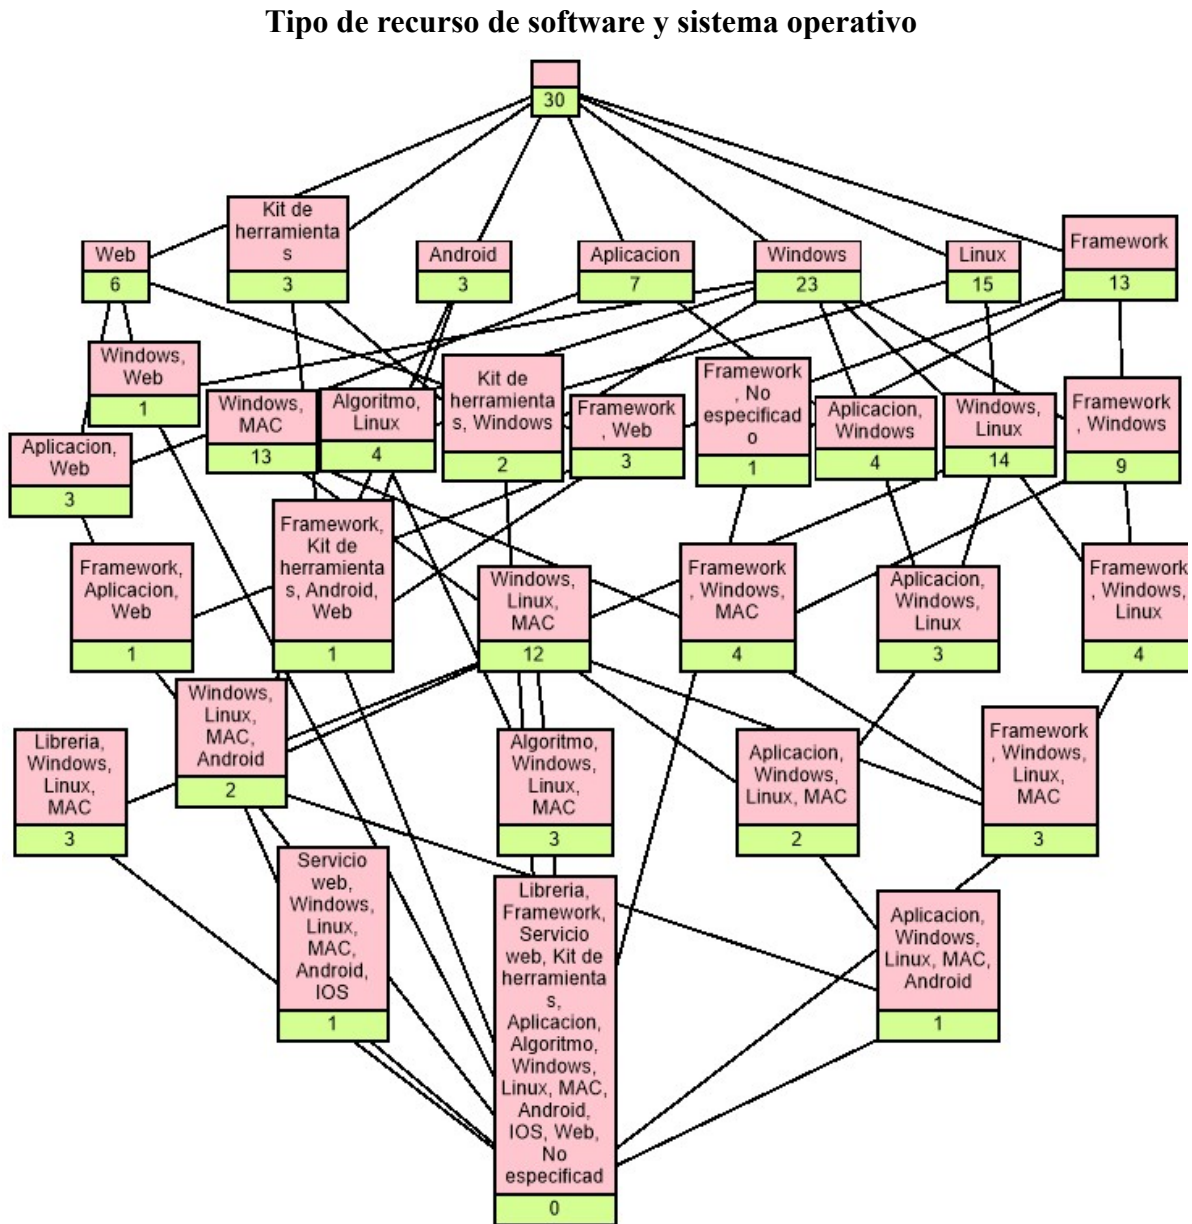 Tipo de recurso de software y sistema operativo
30
Kit de
herramienta
s
3
Web
6
Android
3
Aplicacion
7
Windows
23
Linux
15
Framework
13
Windows,
Web
1
Windows,
MAC
13
Algoritmo,
Linux
4
Kit de
herramienta
s, Windows
2
Framework
, Web
3
Framework
, No
especificad
o
1
Aplicacion,
Windows
4
Windows,
Linux
14
Framework
, Windows
9
Aplicacion,
Web
3
Framework,
Aplicacion,
Web
1
Framework,
Kit de
herramienta
s, Android,
Web
1
Windows,
Linux,
MAC
12
Framework
, Windows,
MAC
4
Aplicacion,
Windows,
Linux
3
Framework
, Windows,
Linux
4
Libreria,
Windows,
Linux,
MAC
3
Windows,
Linux,
MAC,
Android
2
Algoritmo,
Windows,
Linux,
MAC
3
Aplicacion,
Windows,
Linux, MAC
2
Framework
, Windows,
Linux,
MAC
3
Servicio
web,
Windows,
Linux,
MAC,
Android,
IOS
1
Libreria,
Framework,
Servicio
web, Kit de
herramienta
s,
Aplicacion,
Algoritmo,
Windows,
Linux, MAC,
Android,
IOS, Web,
No
especificad
0
Aplicacion,
Windows,
Linux, MAC,
Android
1